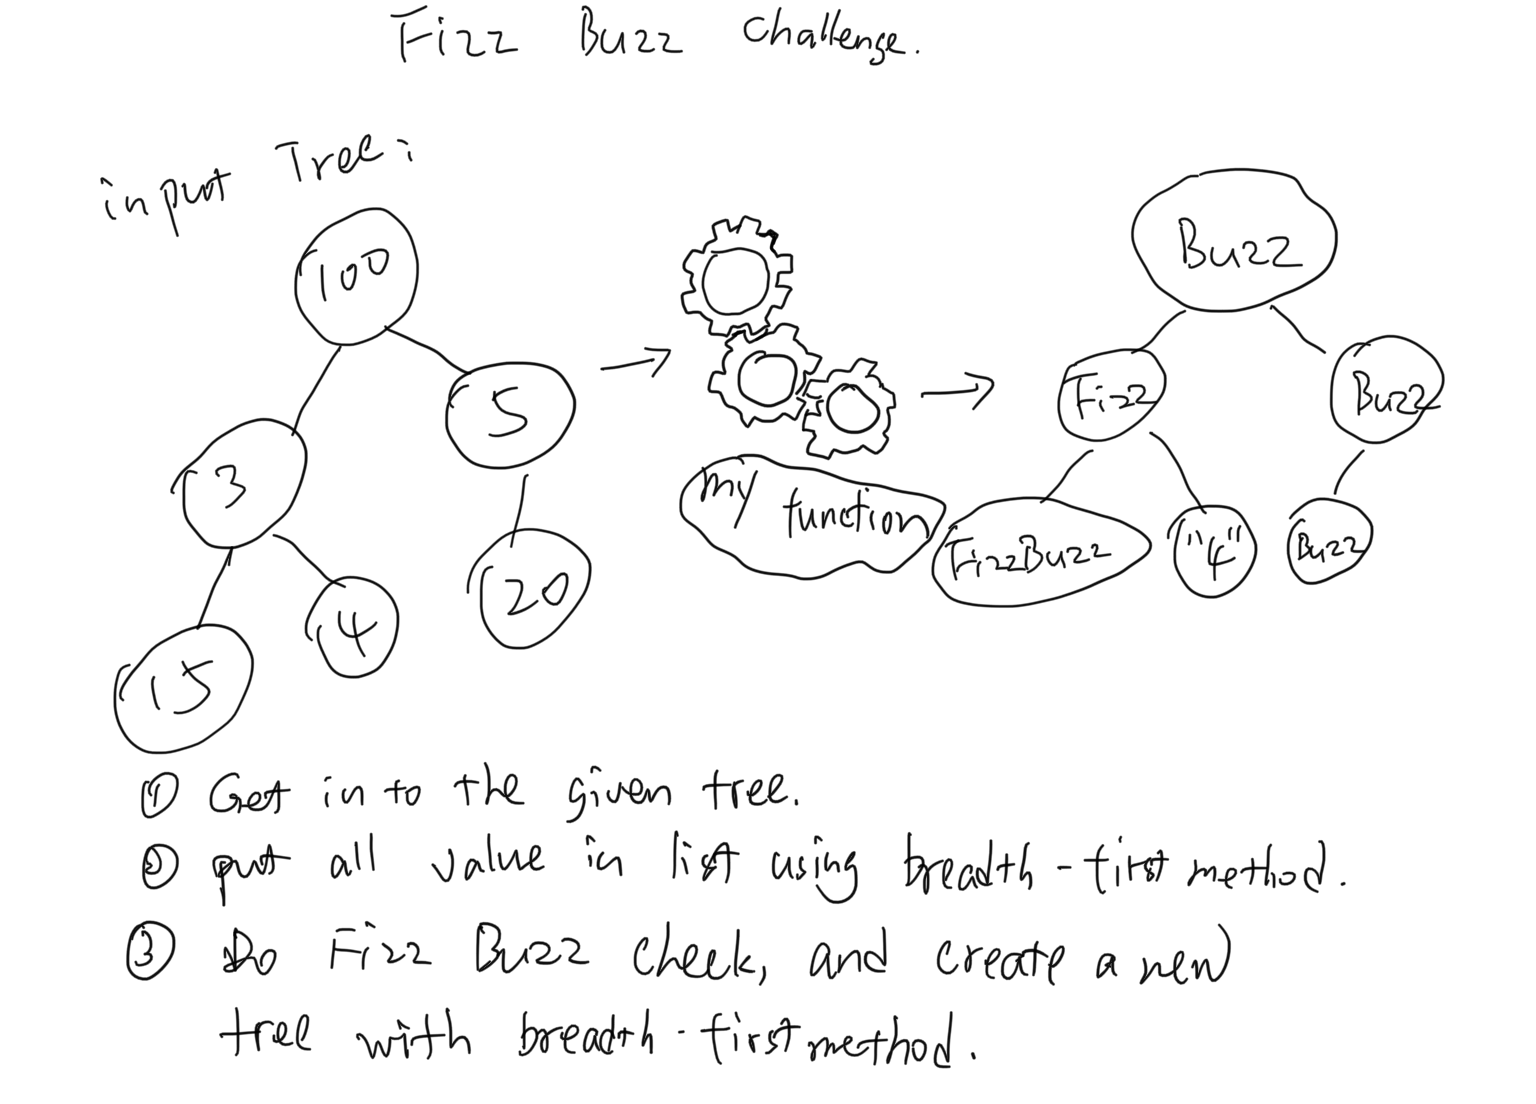 Fizz Buzz Challenge.
input Tree:
100
3
5
15
4
20
my function
Buzz
Fizz
Buzz
FizzBuzz
"4"
Buzz
① Get in to the given tree.
② put all value in list using breadth-first method.
③ Do Fizz Buzz check, and create a new
tree with breadth-first method.